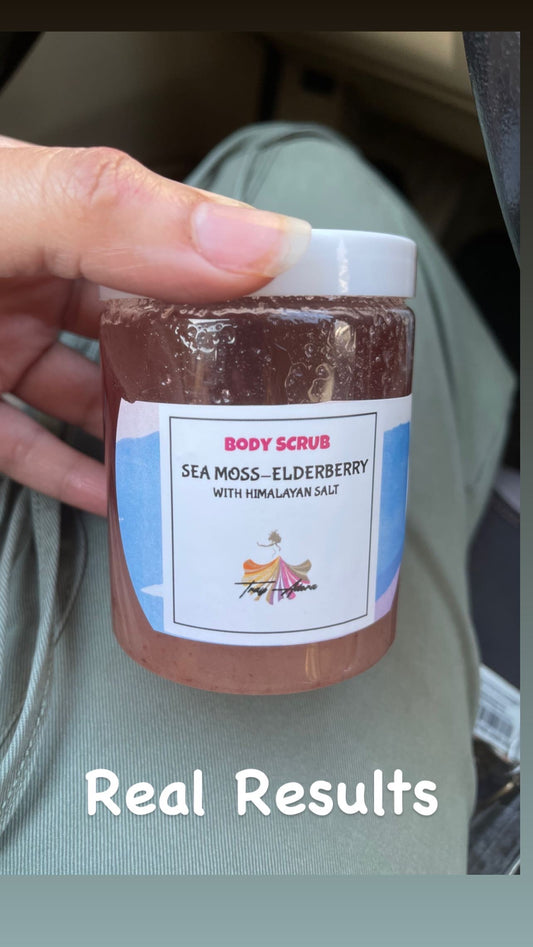 BODY SCRUB
SEA MOSS-ELDERBERRY
WITH HIMALAYAN SALT
Real Results